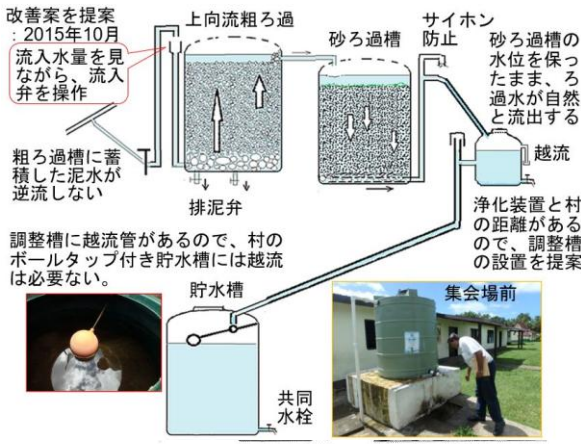 改善案を提案
：2015年10月
流入水量を見
ながら、流入
弁を操作
上向流粗ろ過
砂ろ過槽
サイホン
防止
砂ろ過槽の
水位を保っ
たまま、ろ
過水が自然
と流出する
粗ろ過槽に蓄
積した泥水が
逆流しない
排泥弁
越流
浄化装置と村
の距離がある
ので、調整槽
の設置を提案
調整槽に越流管があるので、村の
ボールタップ付き貯水槽には越流
は必要ない。
貯水槽
集会場前
共同
水栓